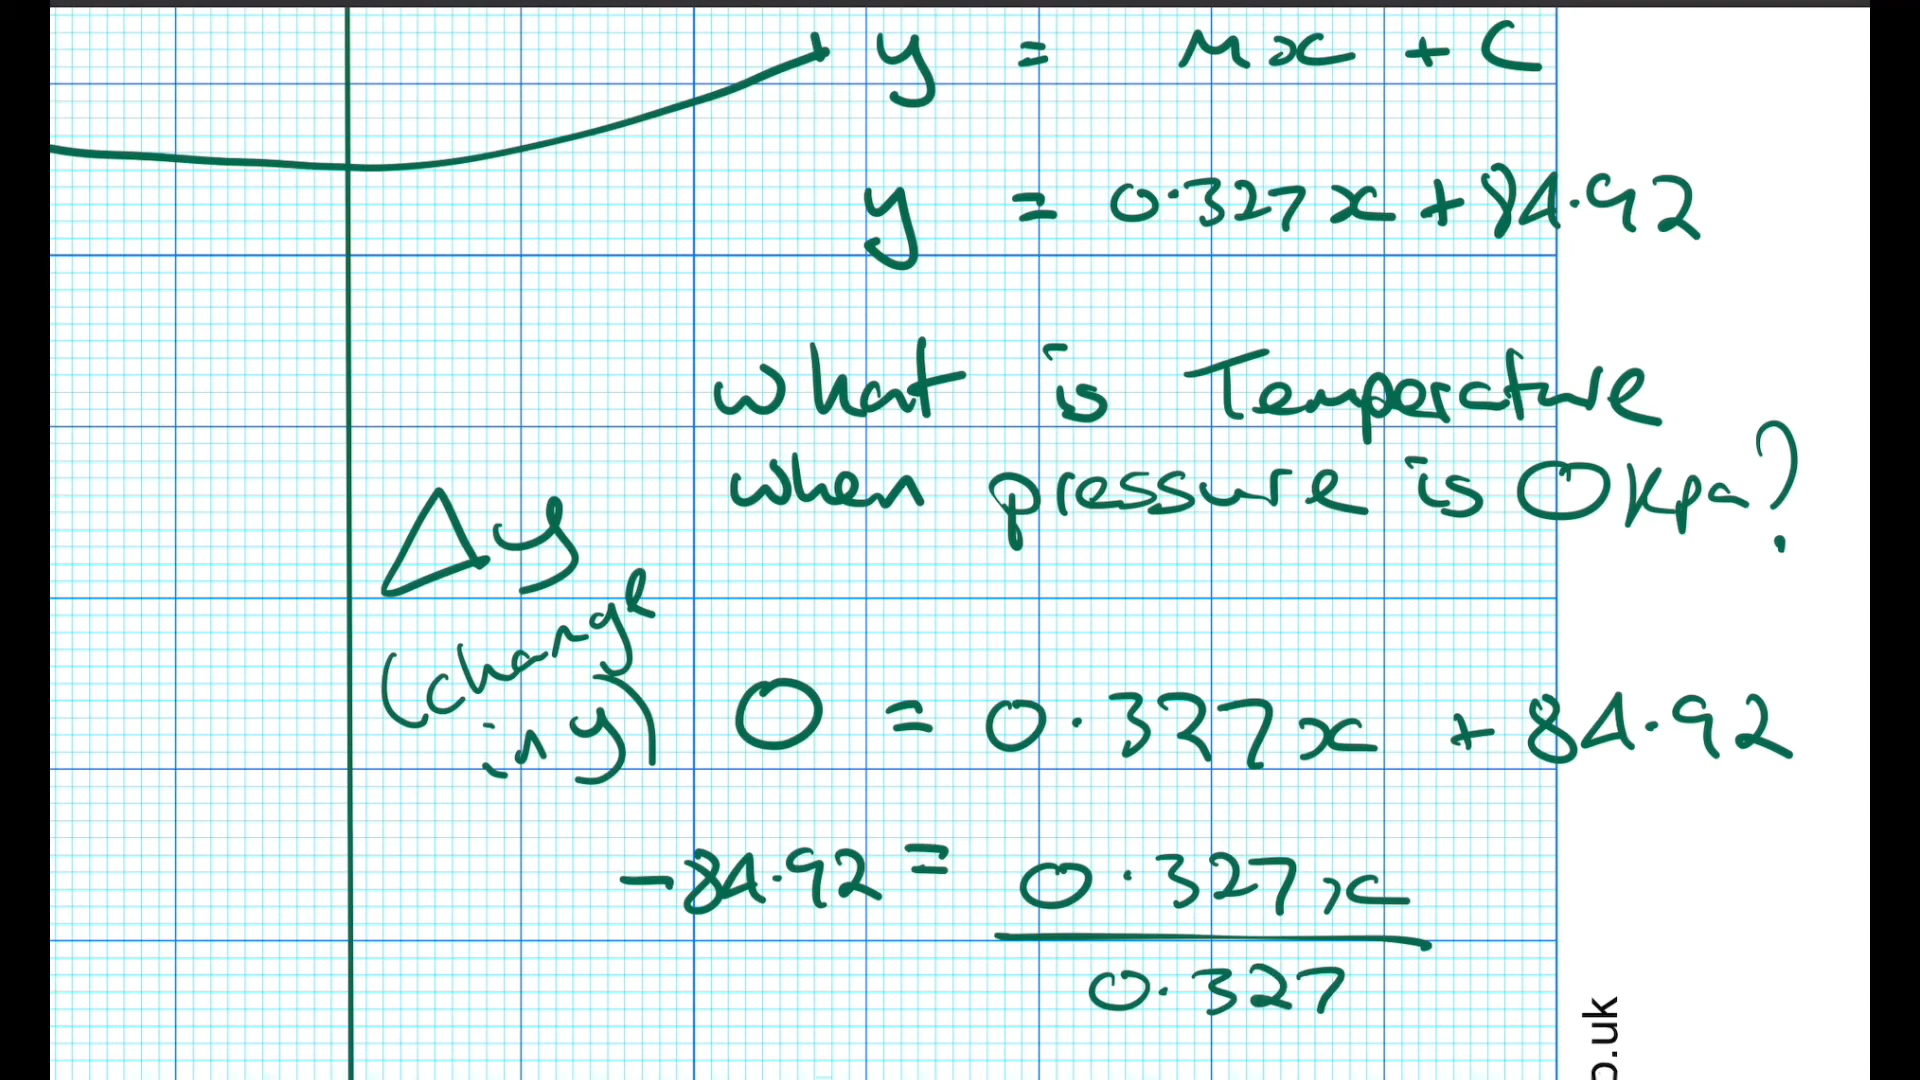 y = mx + c
y = 0.327x + 84.92
What is Temperature
when pressure is 0 kpa?
Δy
(change
in y)
0 = 0.327x + 84.92
-84.92 = 0.327x
0.327
o.uk